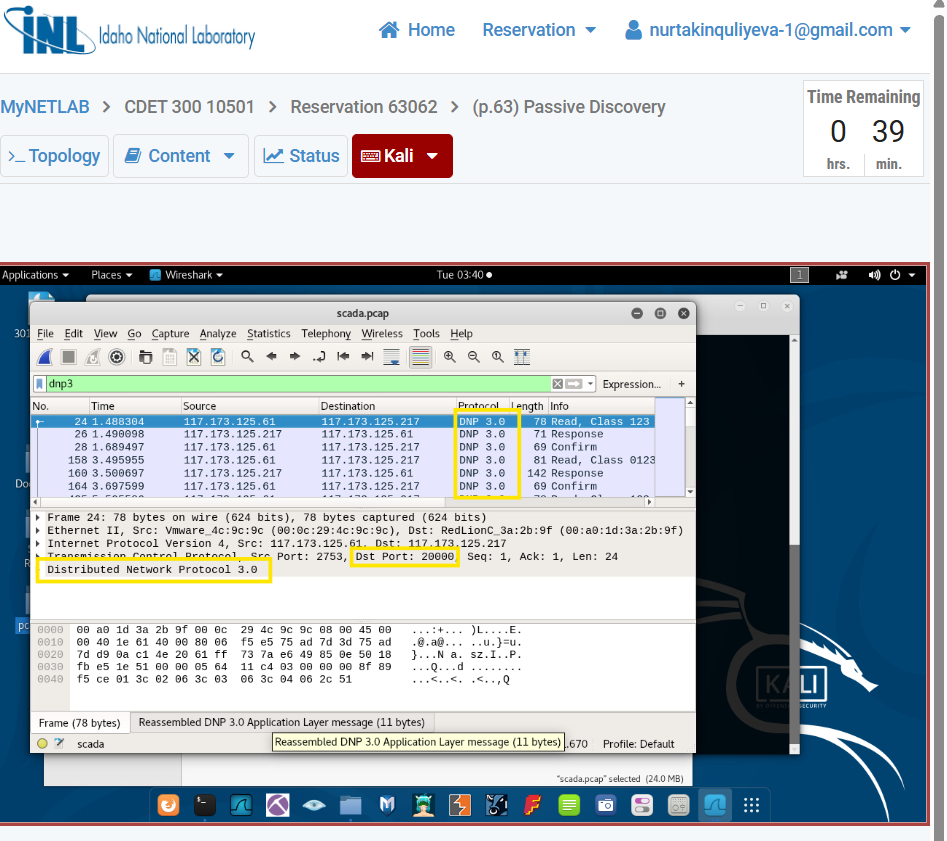 INL Idaho National Laboratory
Home Reservation nurtakinquliyeva-1@gmail.com
MyNETLAB > CDET 300 10501 > Reservation 63062 > (p.63) Passive Discovery
Time Remaining
0 39
hrs. min.
>_ Topology Content Status Kali
Applications Places Wireshark Tue 03:40 1
scada.pcap
301
File Edit View Go Capture Analyze Statistics Telephony Wireless Tools Help
dnp3 Expression... +
No. Time Source Destination Protocol Length Info
24 1.488304 117.173.125.61 117.173.125.217 DNP 3.0 78 Read, Class 123
26 1.490098 117.173.125.217 117.173.125.61 DNP 3.0 71 Response
28 1.689497 117.173.125.61 117.173.125.217 DNP 3.0 69 Confirm
158 3.495955 117.173.125.61 117.173.125.217 DNP 3.0 81 Read, Class 0123
160 3.500697 117.173.125.217 117.173.125.61 DNP 3.0 142 Response
164 3.697599 117.173.125.61 117.173.125.217 DNP 3.0 69 Confirm
Do
Frame 24: 78 bytes on wire (624 bits), 78 bytes captured (624 bits)
Ethernet II, Src: Vmware_4c:9c:9c (00:0c:29:4c:9c:9c), Dst: RedLionC_3a:2b:9f (00:a0:1d:3a:2b:9f)
Internet Protocol Version 4, Src: 117.173.125.61, Dst: 117.173.125.217
Transmission Control Protocol, Src Port: 2753, Dst Port: 20000, Seq: 1, Ack: 1, Len: 24
Distributed Network Protocol 3.0
0000 00 a0 1d 3a 2b 9f 00 0c 29 4c 9c 9c 08 00 45 00 ...:+... )L....E.
0010 00 40 1e 61 40 00 80 06 f5 e5 75 ad 7d 3d 75 ad .@.a@... ..u.}=u.
0020 7d d9 0a c1 4e 20 61 ff 73 7a e6 49 85 0e 50 18 }...N a. sz.I..P.
0030 fb e5 1e 51 00 00 05 64 11 c4 03 00 00 00 8f 89 ...Q...d ........
0040 f5 ce 01 3c 02 06 3c 03 06 3c 04 06 2c 51 ...<..<. .<..,Q
KALI
BY OFFENSIVE SECURITY
Frame (78 bytes) Reassembled DNP 3.0 Application Layer message (11 bytes)
scada Reassembled DNP 3.0 Application Layer message (11 bytes) .670 Profile: Default
"scada.pcap" selected (24.0 MB)